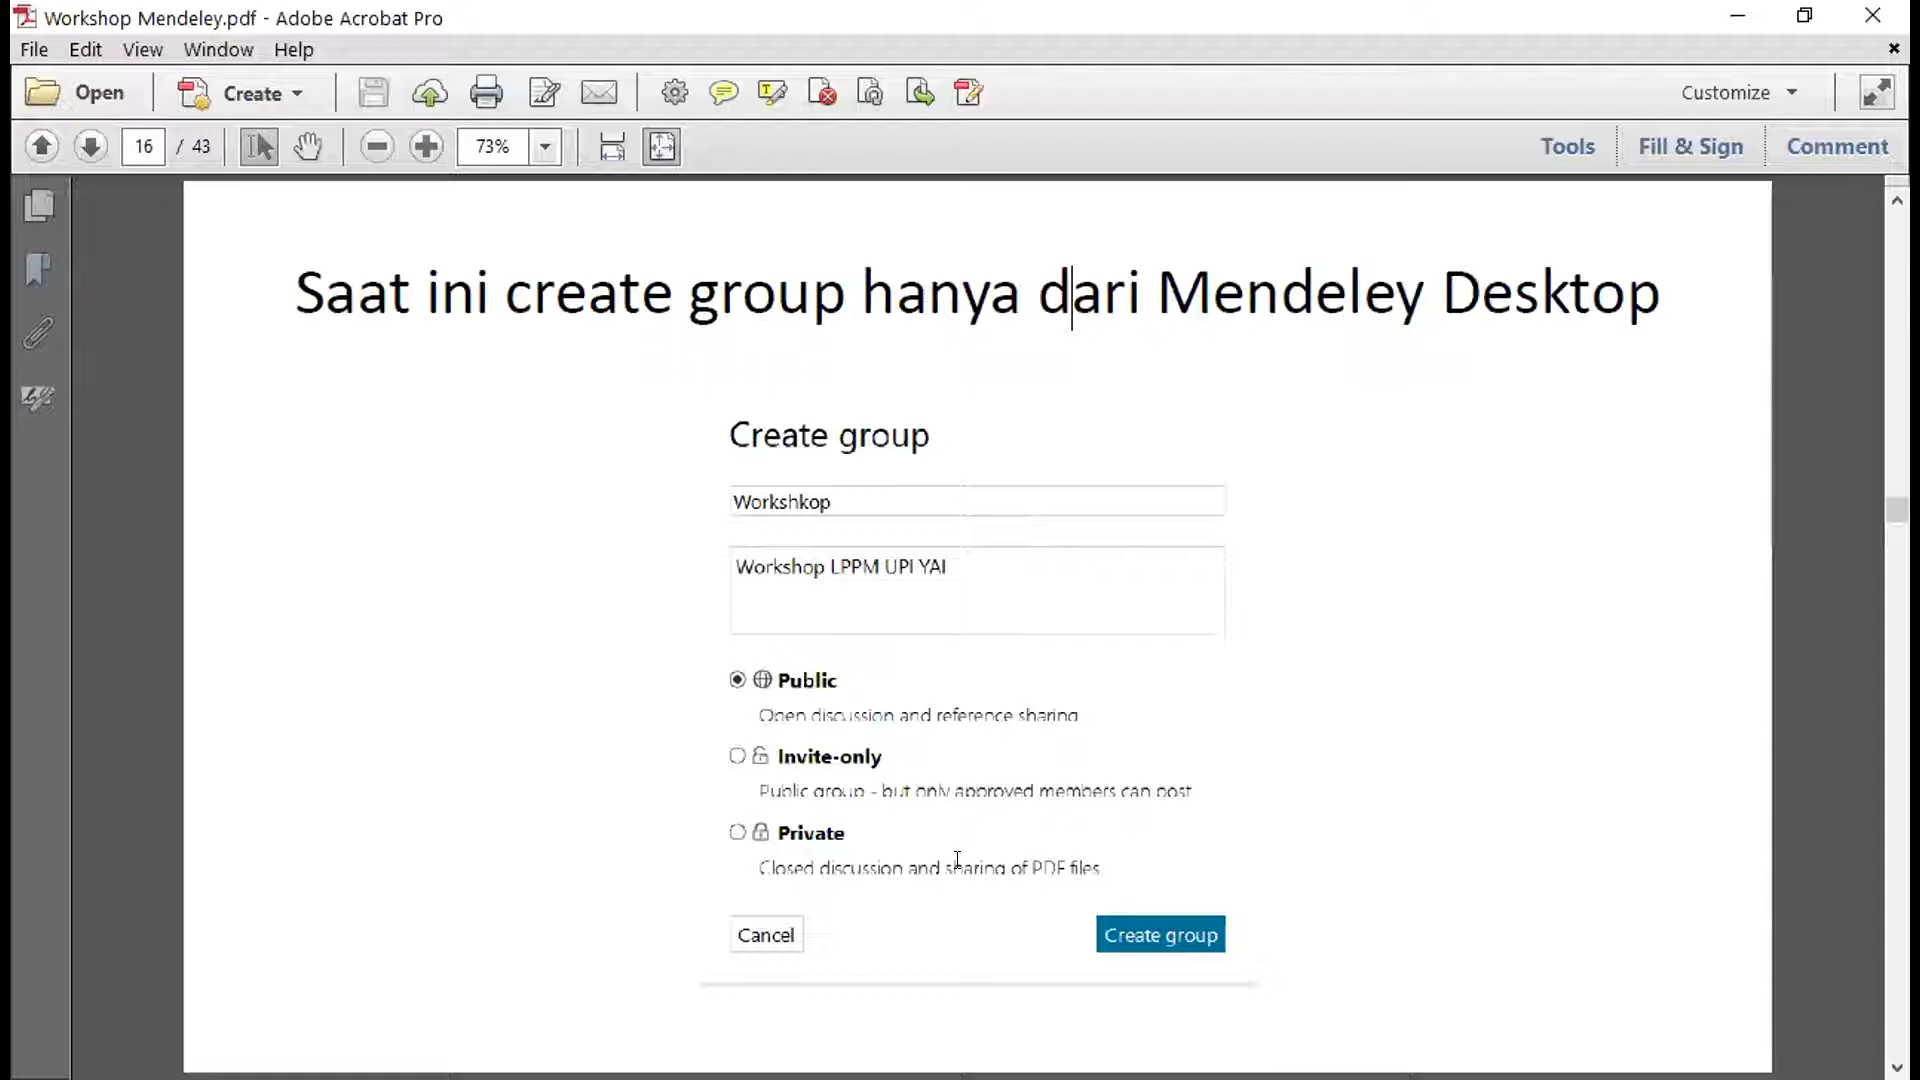 Workshop Mendeley.pdf - Adobe Acrobat Pro
File Edit View Window Help
Open Create Customize
16 / 43 73% Tools Fill & Sign Comment
Saat ini create group hanya dari Mendeley Desktop
Create group
Workshkop
Workshop LPPM UPI YAI
Public
Open discussion and reference sharing
Invite-only
Public group - but only approved members can post
Private
Closed discussion and sharing of PDF files
Cancel Create group